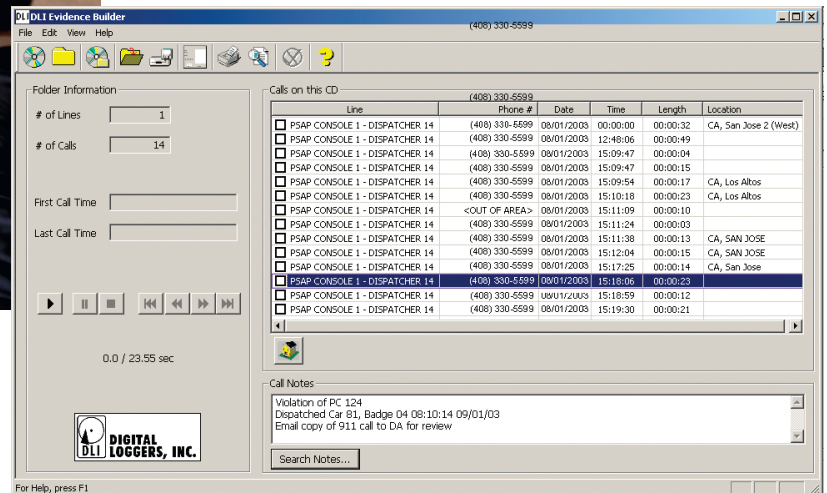 DLI DLI Evidence Builder
(408) 330-5599
File Edit View Help
Folder Information
# of Lines 1
# of Calls 14
First Call Time
Last Call Time
0.0 / 23.55 sec
DLI DIGITAL
LOGGERS, INC.
Calls on this CD
(408) 330-5599
Line Phone # Date Time Length Location
PSAP CONSOLE 1 - DISPATCHER 14 (408) 330-5599 08/01/2003 00:00:00 00:00:32 CA, San Jose 2 (West)
PSAP CONSOLE 1 - DISPATCHER 14 (408) 330-5599 08/01/2003 12:48:06 00:00:49
PSAP CONSOLE 1 - DISPATCHER 14 (408) 330-5599 08/01/2003 15:09:47 00:00:04
PSAP CONSOLE 1 - DISPATCHER 14 (408) 330-5599 08/01/2003 15:09:47 00:00:15
PSAP CONSOLE 1 - DISPATCHER 14 (408) 330-5599 08/01/2003 15:09:54 00:00:17 CA, Los Altos
PSAP CONSOLE 1 - DISPATCHER 14 (408) 330-5599 08/01/2003 15:10:18 00:00:23 CA, Los Altos
PSAP CONSOLE 1 - DISPATCHER 14 <OUT OF AREA> 08/01/2003 15:11:09 00:00:10
PSAP CONSOLE 1 - DISPATCHER 14 (408) 330-5599 08/01/2003 15:11:24 00:00:03
PSAP CONSOLE 1 - DISPATCHER 14 (408) 330-5599 08/01/2003 15:11:38 00:00:13 CA, SAN JOSE
PSAP CONSOLE 1 - DISPATCHER 14 (408) 330-5599 08/01/2003 15:12:04 00:00:15 CA, SAN JOSE
PSAP CONSOLE 1 - DISPATCHER 14 (408) 330-5599 08/01/2003 15:17:25 00:00:14 CA, San Jose
PSAP CONSOLE 1 - DISPATCHER 14 (408) 330-5599 08/01/2003 15:18:06 00:00:23
PSAP CONSOLE 1 - DISPATCHER 14 (408) 330-5599 08/01/2003 15:18:59 00:00:12
PSAP CONSOLE 1 - DISPATCHER 14 (408) 330-5599 08/01/2003 15:19:30 00:00:21
Call Notes
Violation of PC 124
Dispatched Car 81, Badge 04 08:10:14 09/01/03
Email copy of 911 call to DA for review
Search Notes...
For Help, press F1